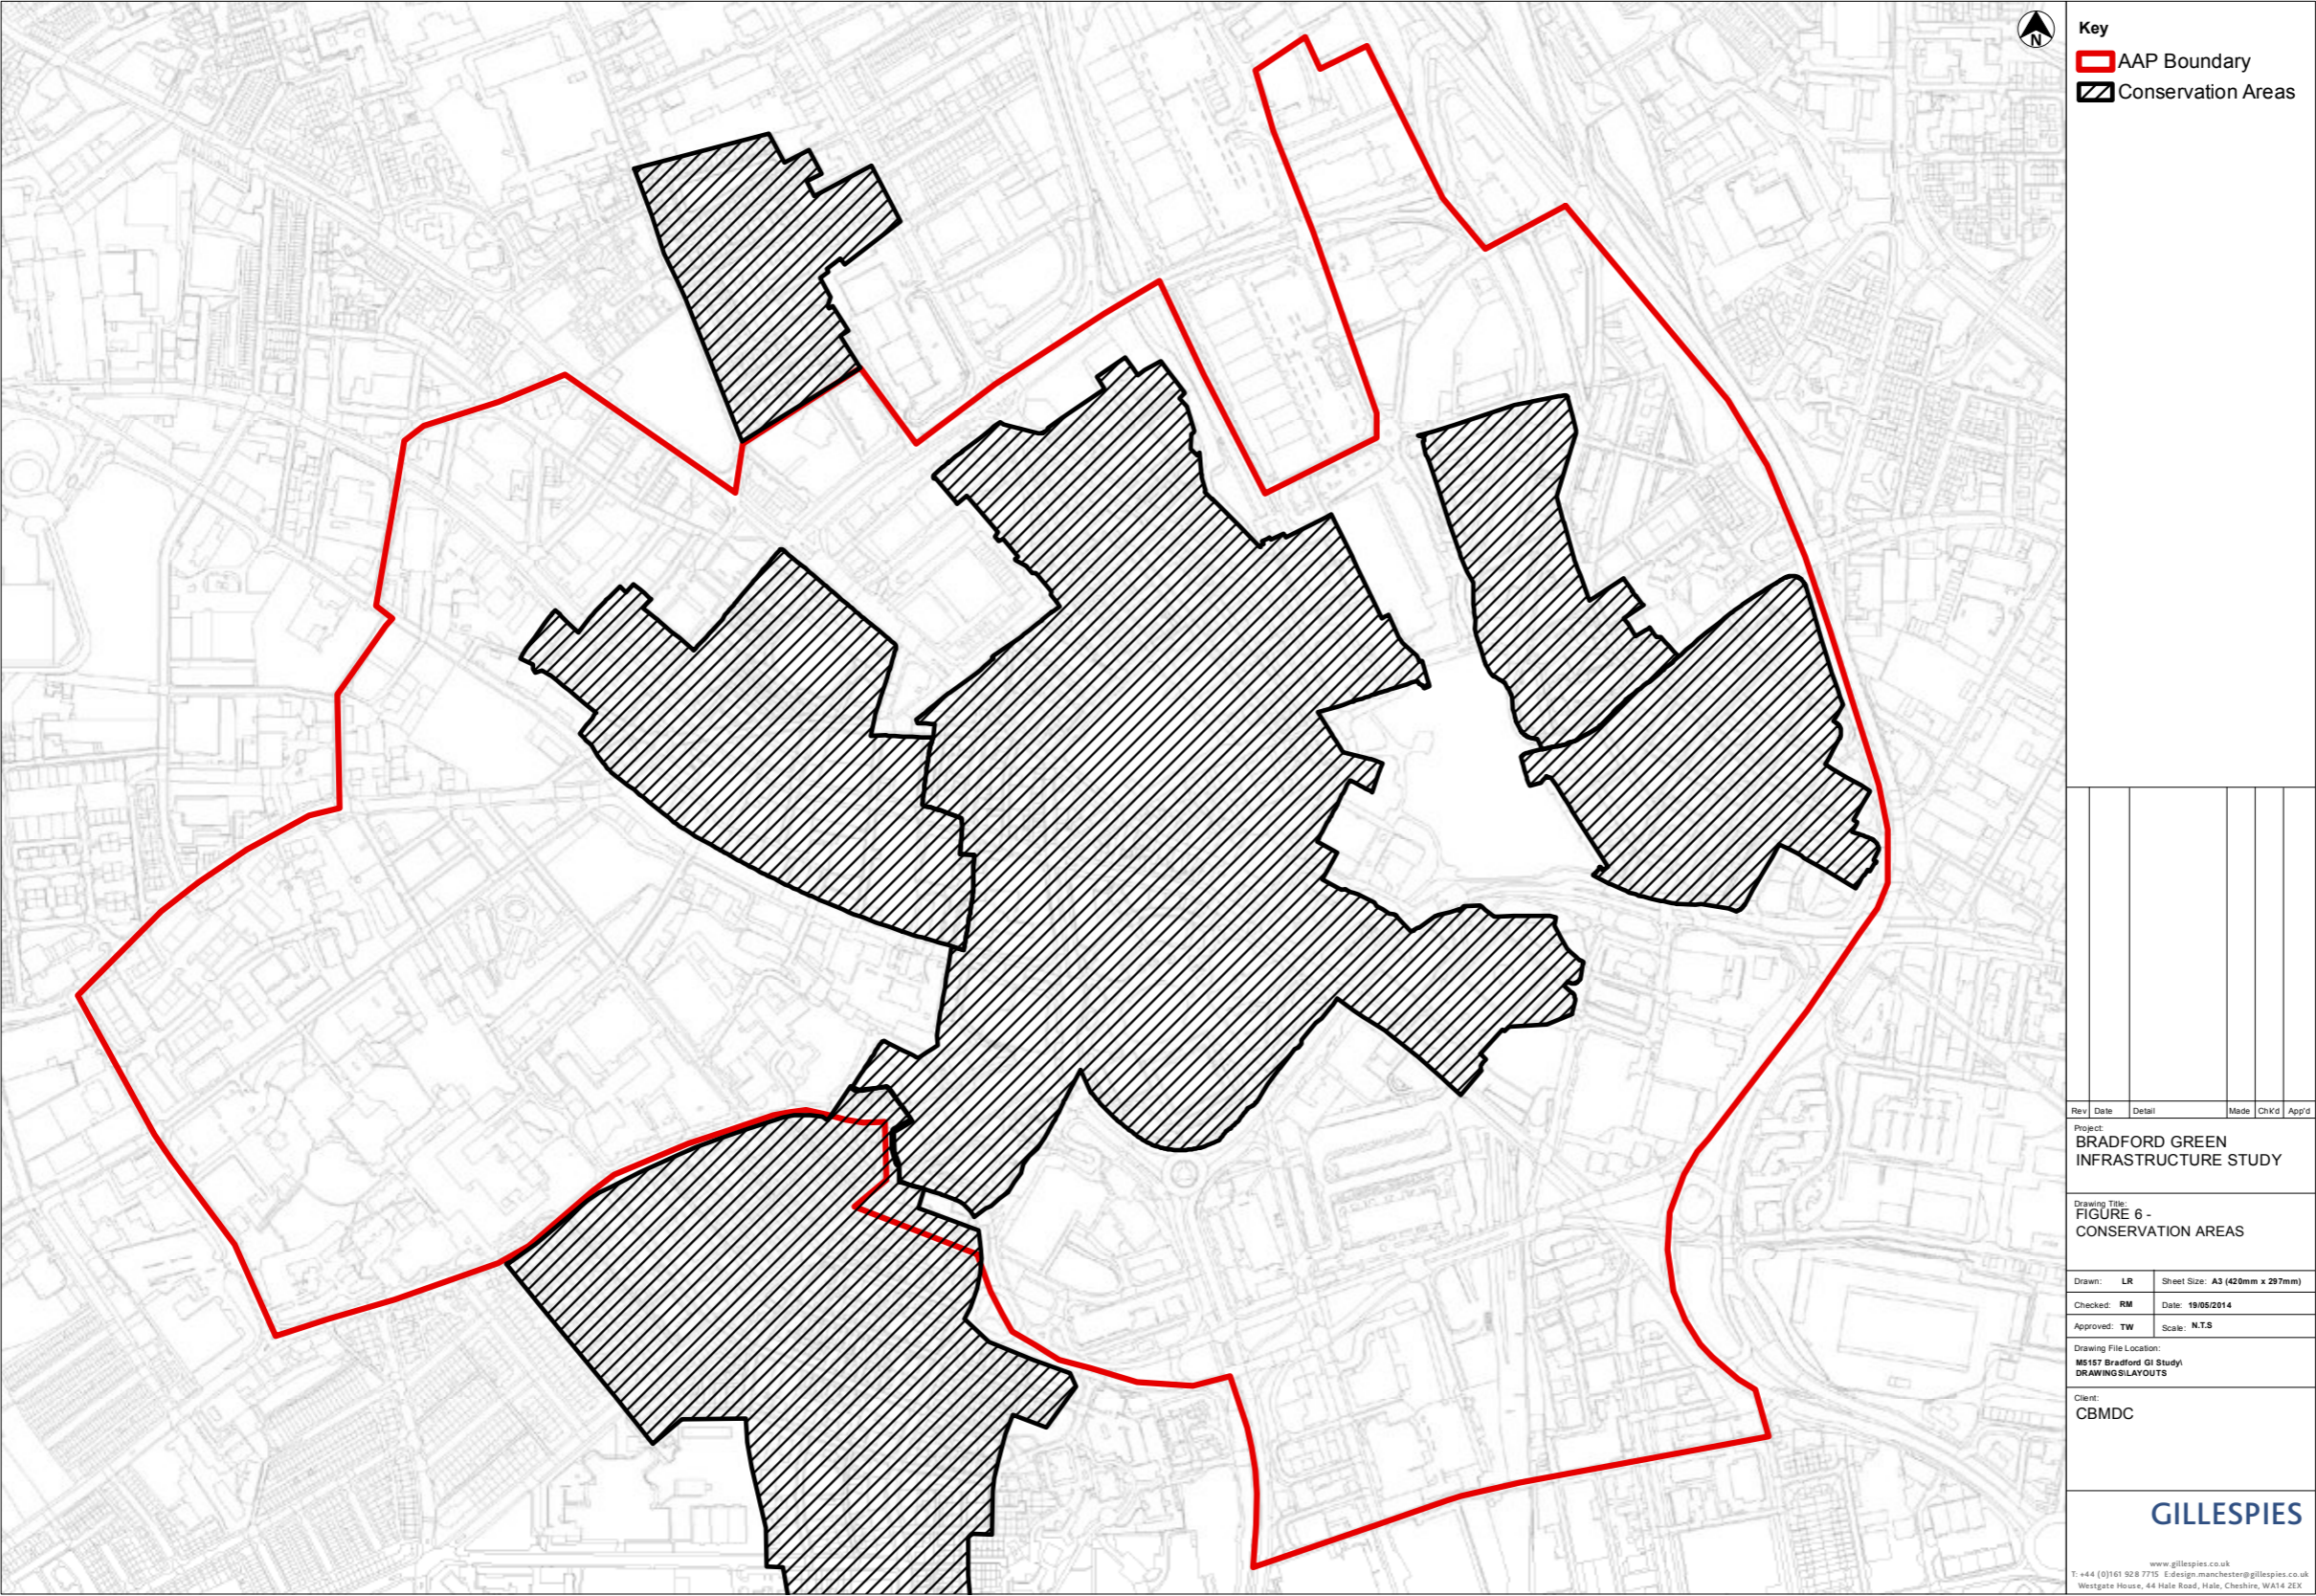 N
Key
AAP Boundary
Conservation Areas
Rev Date Detail Made Chk'd App'd
Project:
BRADFORD GREEN
INFRASTRUCTURE STUDY
Drawing Title:
FIGURE 6 -
CONSERVATION AREAS
Drawn: LR Sheet Size: A3 (420mm x 297mm)
Checked: RM Date: 19/05/2014
Approved: TW Scale: N.T.S
Drawing File Location:
M5157 Bradford GI Study\
DRAWINGS\LAYOUTS
Client:
CBMDC
GILLESPIES
www.gillespies.co.uk
T: +44 (0)161 928 7715 E:design.manchester@gillespies.co.uk
Westgate House, 44 Hale Road, Hale, Cheshire, WA14 2EX